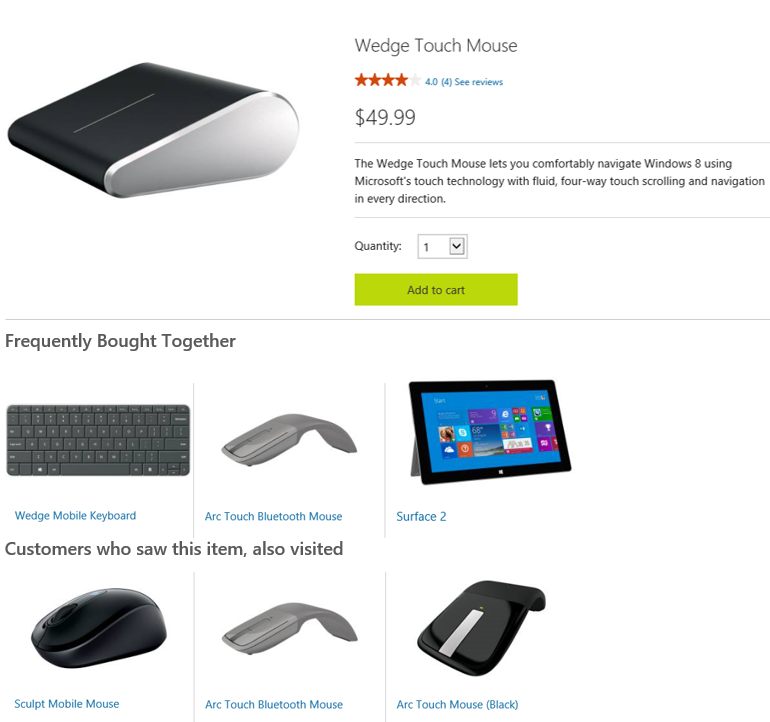 Wedge Touch Mouse
4.0 (4) See reviews
$49.99
The Wedge Touch Mouse lets you comfortably navigate Windows 8 using
Microsoft's touch technology with fluid, four-way touch scrolling and navigation
in every direction.
Quantity: 1
Add to cart
Frequently Bought Together
Start
68°
Wedge Mobile Keyboard
Arc Touch Bluetooth Mouse
Surface 2
Customers who saw this item, also visited
Sculpt Mobile Mouse
Arc Touch Bluetooth Mouse
Arc Touch Mouse (Black)